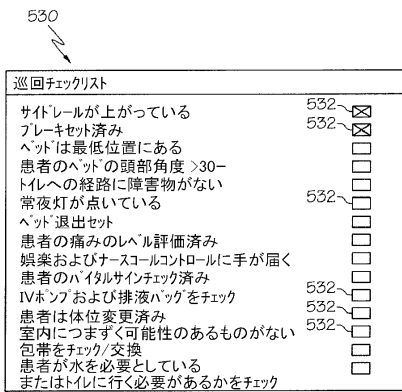 530
巡回チェックリスト
サイドレールが上がっている 532
ブレーキセット済み 532
ベッドは最低位置にある
患者のベッドの頭部角度 >30−
トイレへの経路に障害物がない
常夜灯が点いている 532
ベッド退出セット
患者の痛みのレベル評価済み
娯楽およびナースコールコントロールに手が届く
患者のバイタルサインチェック済み
IVポンプおよび排液バッグをチェック 532
患者は体位変更済み 532
室内につまずく可能性のあるものがない 532
包帯をチェック/交換
患者が水を必要としている
またはトイレに行く必要があるかをチェック